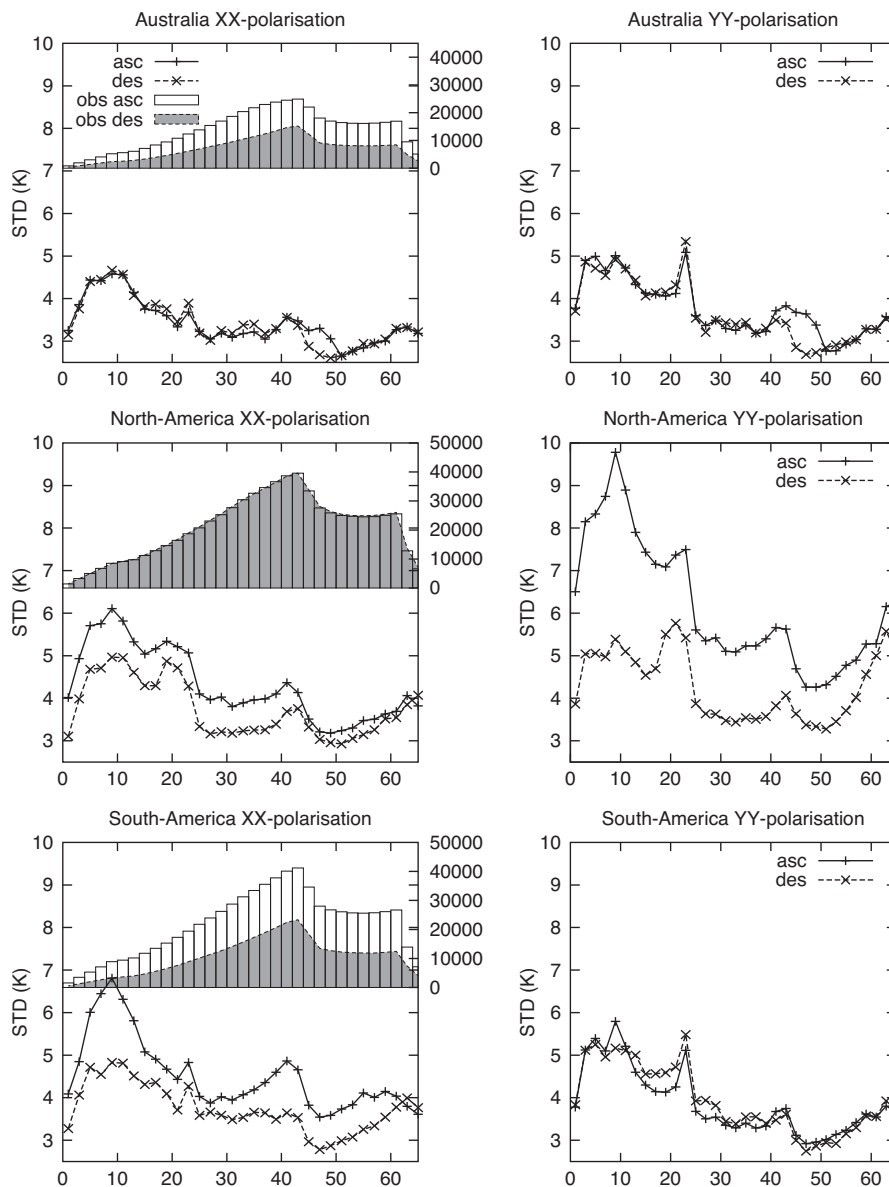 Australia XX-polarisation
Australia YY-polarisation
10
9
8
7
6
5
4
3
STD (K)
asc
des
obs asc
obs des
40000
30000
20000
10000
0
0 10 20 30 40 50 60
10
9
8
7
6
5
4
3
STD (K)
asc
des
0 10 20 30 40 50 60
North-America XX-polarisation
North-America YY-polarisation
10
9
8
7
6
5
4
3
STD (K)
50000
40000
30000
20000
10000
0
0 10 20 30 40 50 60
10
9
8
7
6
5
4
3
STD (K)
asc
des
0 10 20 30 40 50 60
South-America XX-polarisation
South-America YY-polarisation
10
9
8
7
6
5
4
3
STD (K)
50000
40000
30000
20000
10000
0
0 10 20 30 40 50 60
10
9
8
7
6
5
4
3
STD (K)
asc
des
0 10 20 30 40 50 60